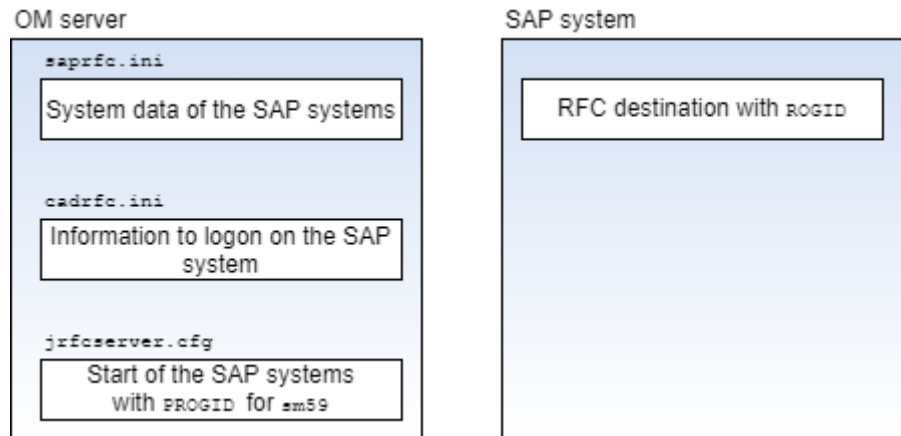 OM server
saprfc.ini
System data of the SAP systems
cadrfc.ini
Information to logon on the SAP
system
jrfcserver.cfg
Start of the SAP systems
with PROGID for sm59
SAP system
RFC destination with ROGID